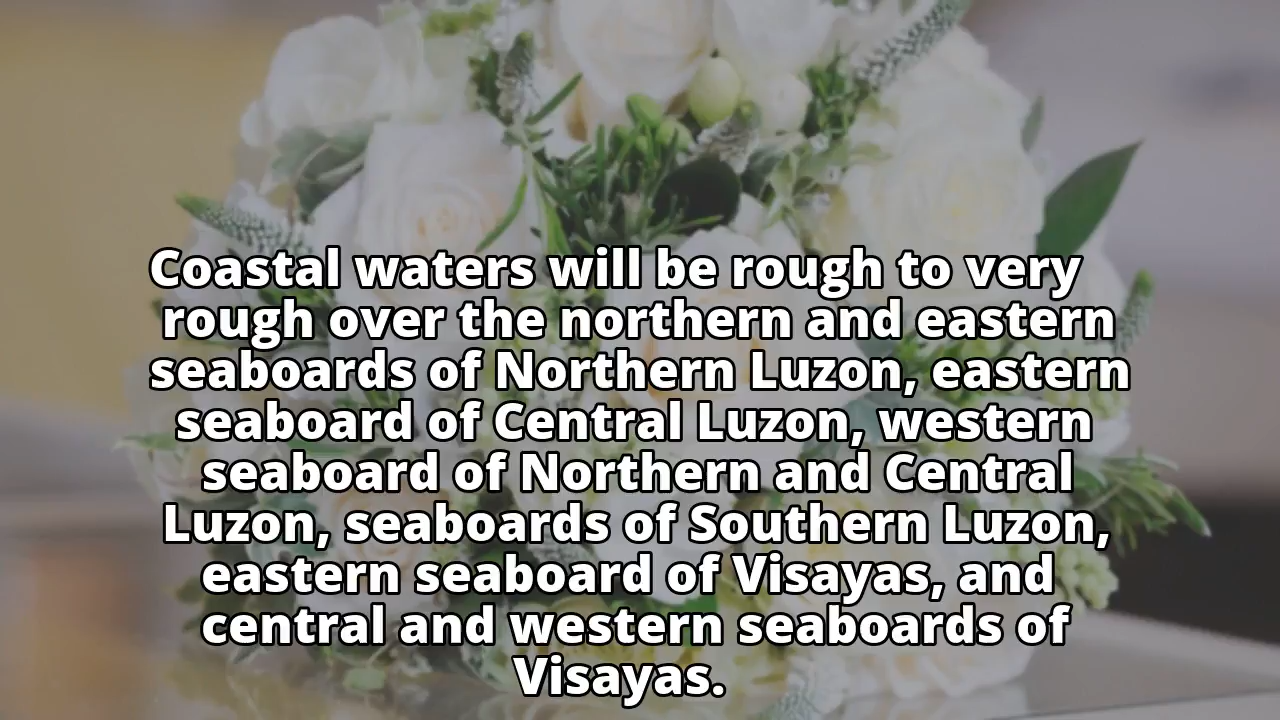 Coastal waters will be rough to very
rough over the northern and eastern
seaboards of Northern Luzon, eastern
seaboard of Central Luzon, western
seaboard of Northern and Central
Luzon, seaboards of Southern Luzon,
eastern seaboard of Visayas, and
central and western seaboards of
Visayas.